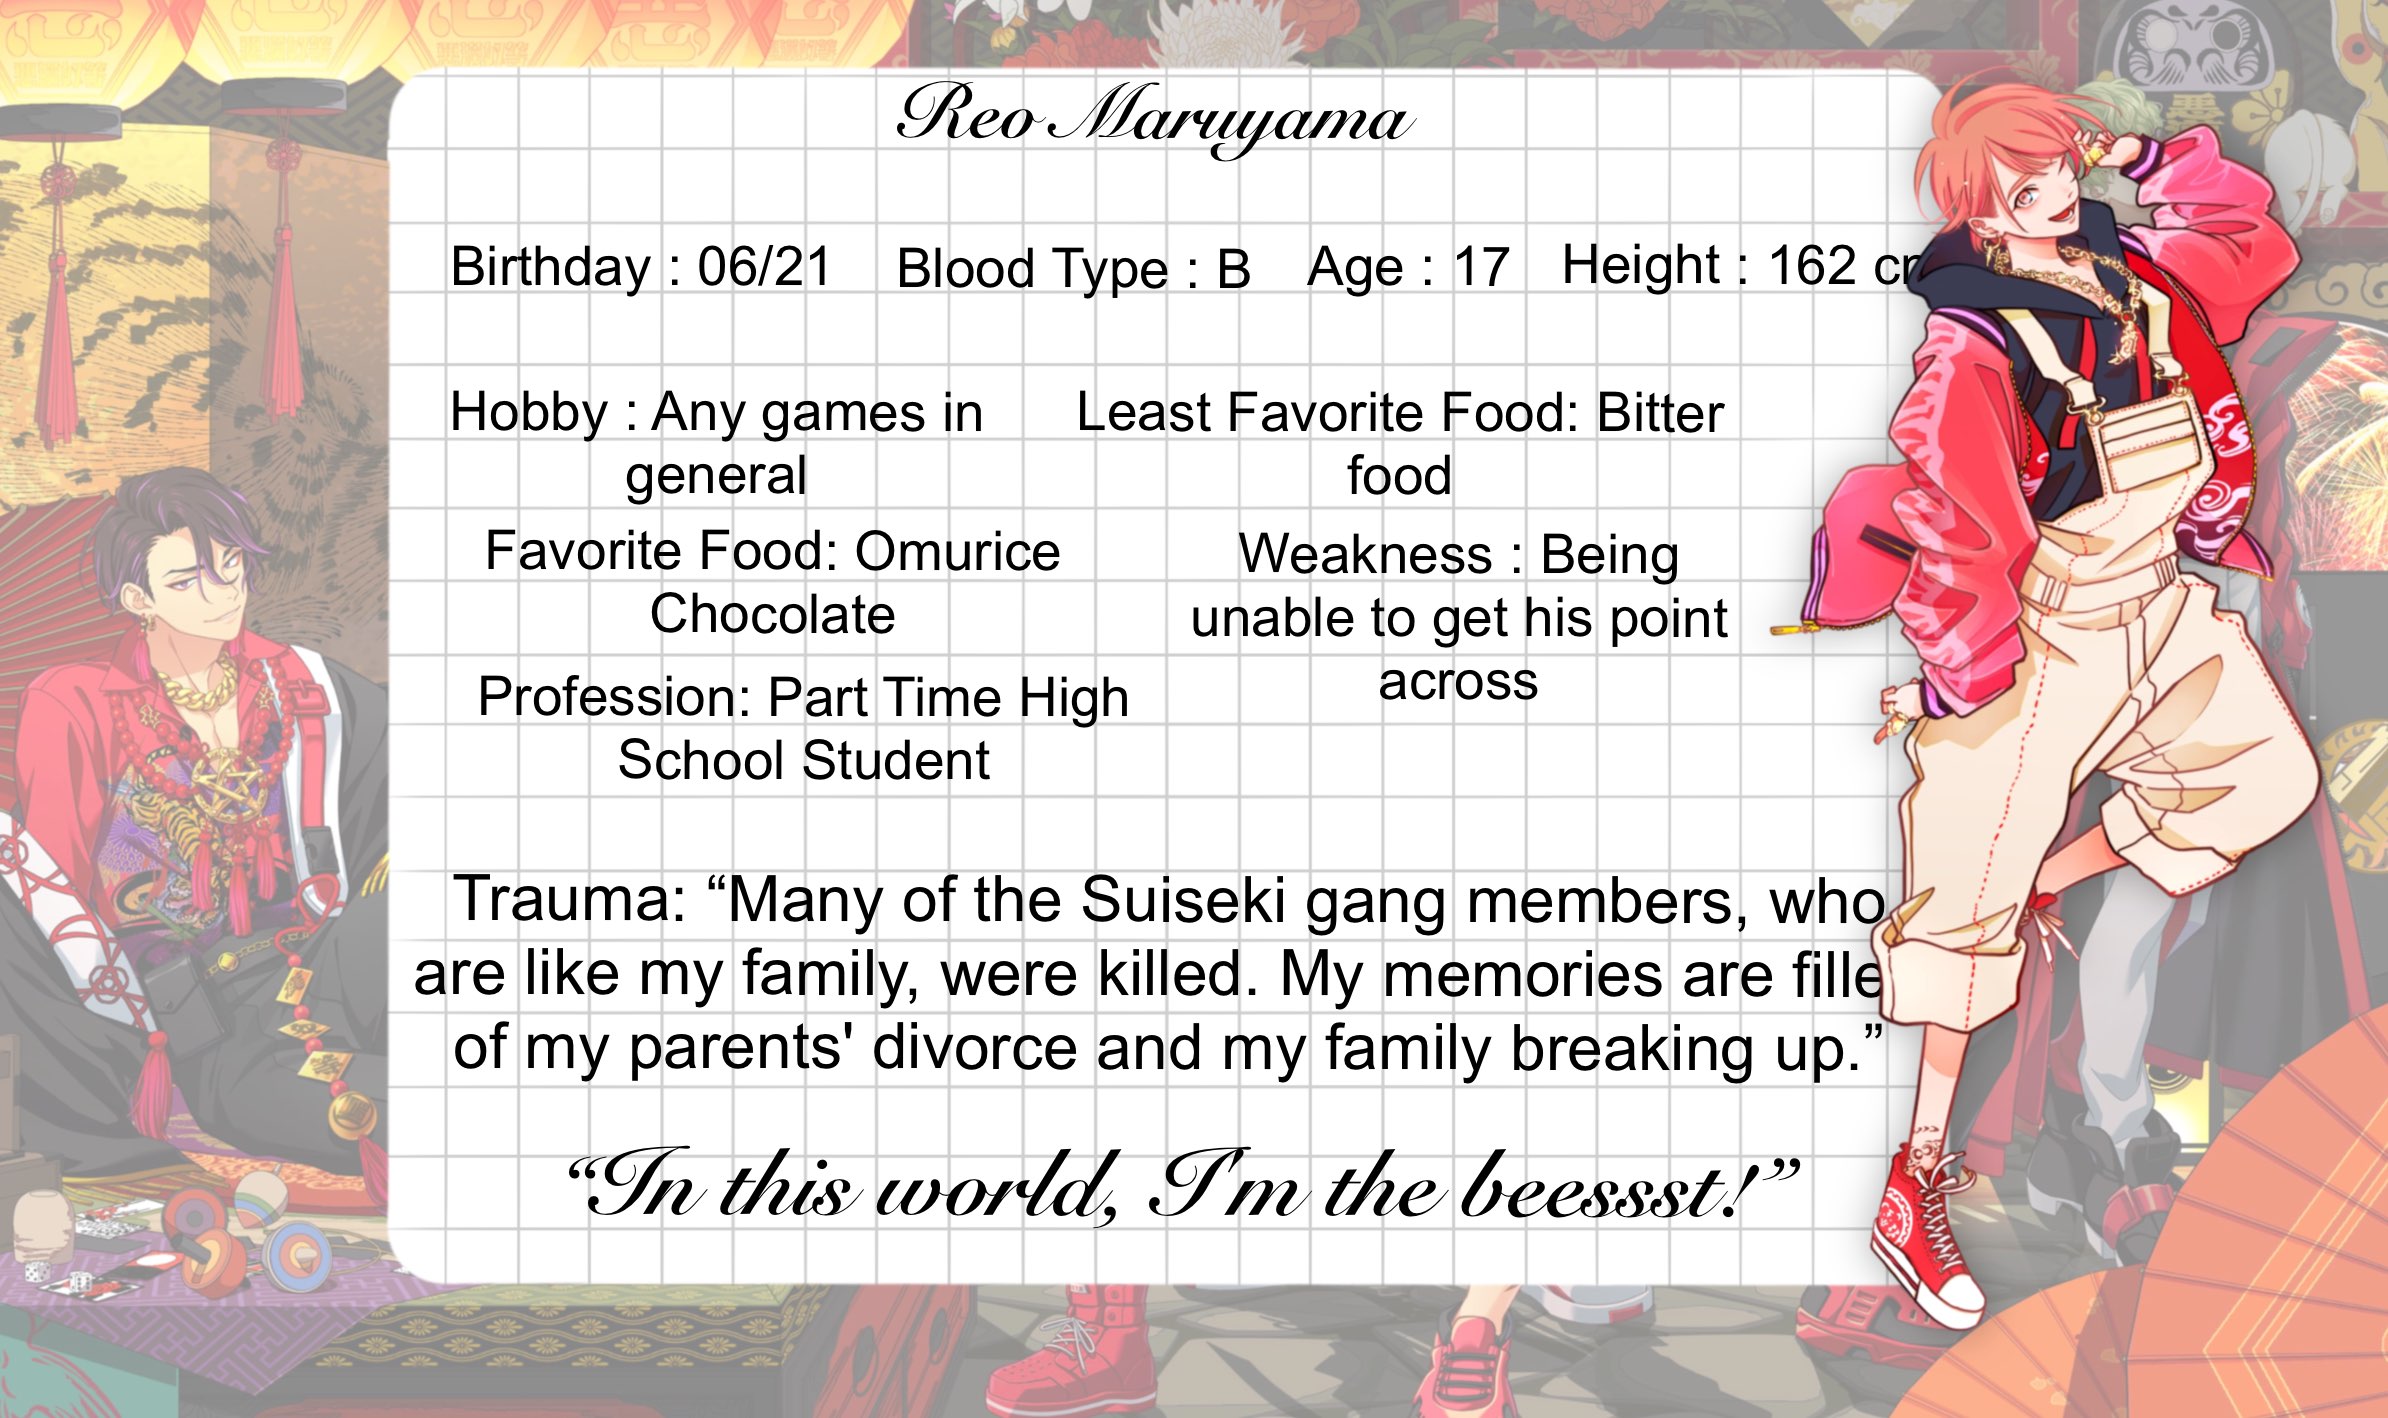 Reo Maruyama
Birthday : 06/21 Blood Type : B Age : 17 Height : 162
Hobby : Any games in
general
Least Favorite Food: Bitter
food
Favorite Food: Omurice
Chocolate
Weakness : Being
unable to get his point
across
Profession: Part Time High
School Student
Trauma: “Many of the Suiseki gang members, who
are like my family, were killed. My memories are fille
of my parents' divorce and my family breaking up.”
“In this world, I'm the beessst!”